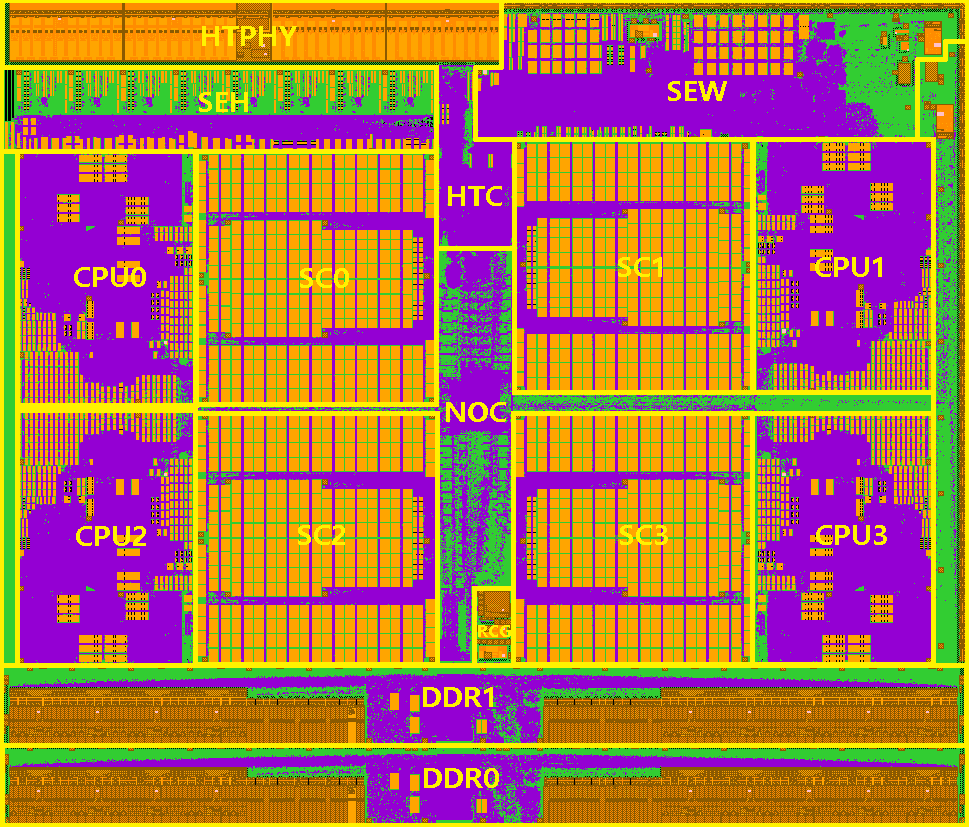 HTPHY
SEH
SEW
HTC
CPU0
SC0
SC1
CPU1
NOC
CPU2
SC2
SC3
CPU3
RCG
DDR1
DDR0